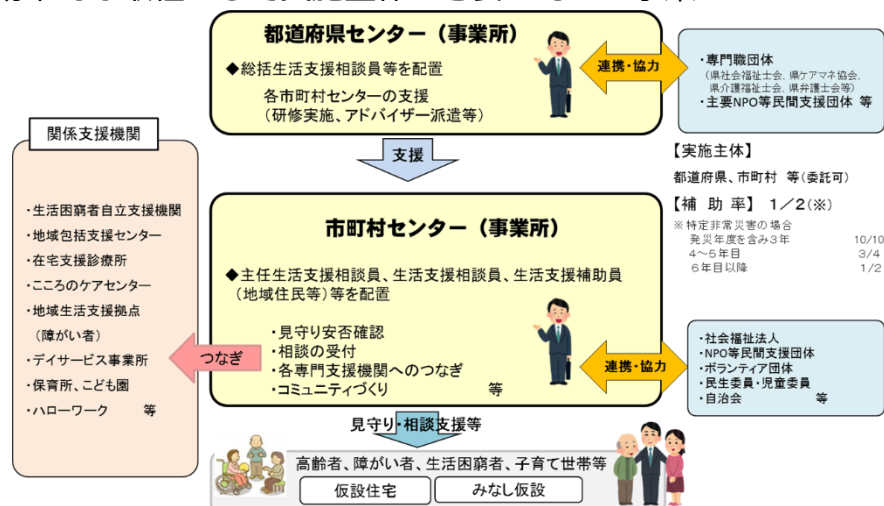 都道府県センター（事業所）
◆総括生活支援相談員等を配置
各市町村センターの支援
（研修実施、アドバイザー派遣等）
連携・協力
・専門職団体
（県社会福祉士会、県ケアマネ協会、
県介護福祉士会、県弁護士会等）
・主要NPO等民間支援団体 等
支援
【実施主体】
都道府県、市町村 等（委託可）
【補 助 率】 1／2（※）
※特定非常災害の場合
発災年度を含み3年 10/10
4～5年目 3/4
6年目以降 1/2
関係支援機関
・生活困窮者自立支援機関
・地域包括支援センター
・在宅支援診療所
・こころのケアセンター
・地域生活支援拠点
（障がい者）
・デイサービス事業所
・保育所、こども園
・ハローワーク 等
つなぎ
市町村センター（事業所）
◆主任生活支援相談員、生活支援相談員、生活支援補助員
（地域住民等）等を配置
・見守り安否確認
・相談の受付
・各専門支援機関へのつなぎ
・コミュニティづくり 等
連携・協力
・社会福祉法人
・NPO等民間支援団体
・ボランティア団体
・民生委員・児童委員
・自治会 等
見守り・相談支援等
高齢者、障がい者、生活困窮者、子育て世帯等
仮設住宅
みなし仮設